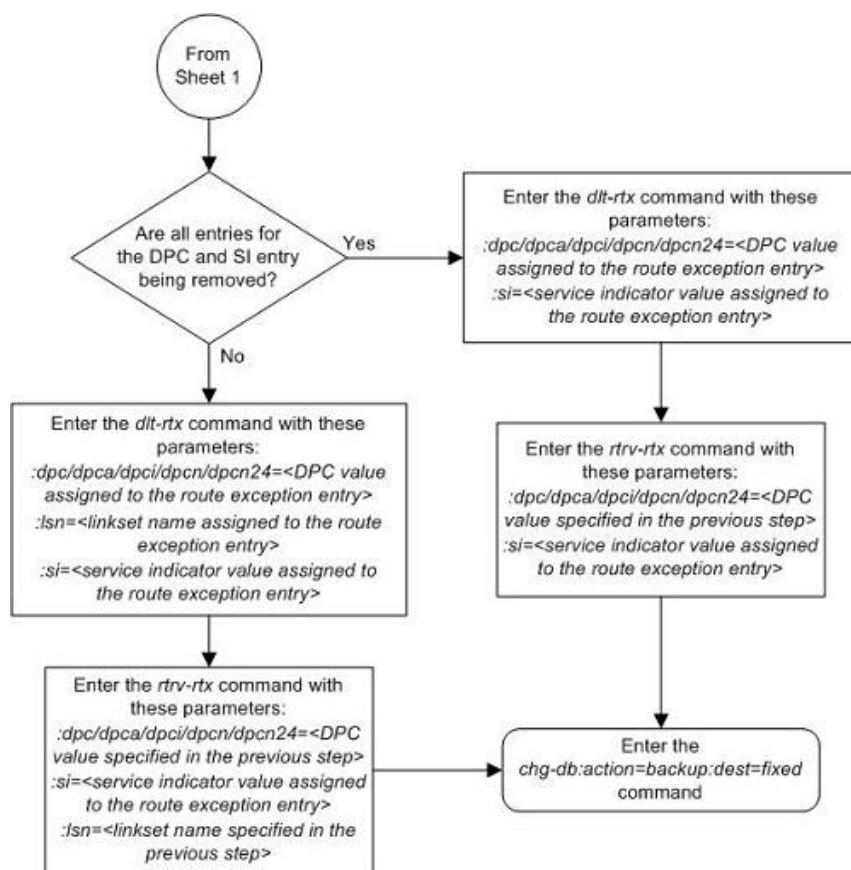 From
Sheet 1
Are all entries for
the DPC and SI entry
being removed?
Yes
No
Enter the dlt-rtx command with these
parameters:
:dpc/dpca/dpci/dpcn/dpcn24=<DPC value
assigned to the route exception entry>
:si=<service indicator value assigned to
the route exception entry>
Enter the dlt-rtx command with these
parameters:
:dpc/dpca/dpci/dpcn/dpcn24=<DPC value
assigned to the route exception entry>
:lsn=<linkset name assigned to the route
exception entry>
:si=<service indicator value assigned to
the route exception entry>
Enter the rtrv-rtx command with
these parameters:
:dpc/dpca/dpci/dpcn/dpcn24=<DPC
value specified in the previous step>
:si=<service indicator value assigned
to the route exception entry>
Enter the rtrv-rtx command with
these parameters:
:dpc/dpca/dpci/dpcn/dpcn24=<DPC
value specified in the previous step>
:si=<service indicator value assigned
to the route exception entry>
:lsn=<linkset name specified in the
previous step>
Enter the
chg-db:action=backup:dest=fixed
command